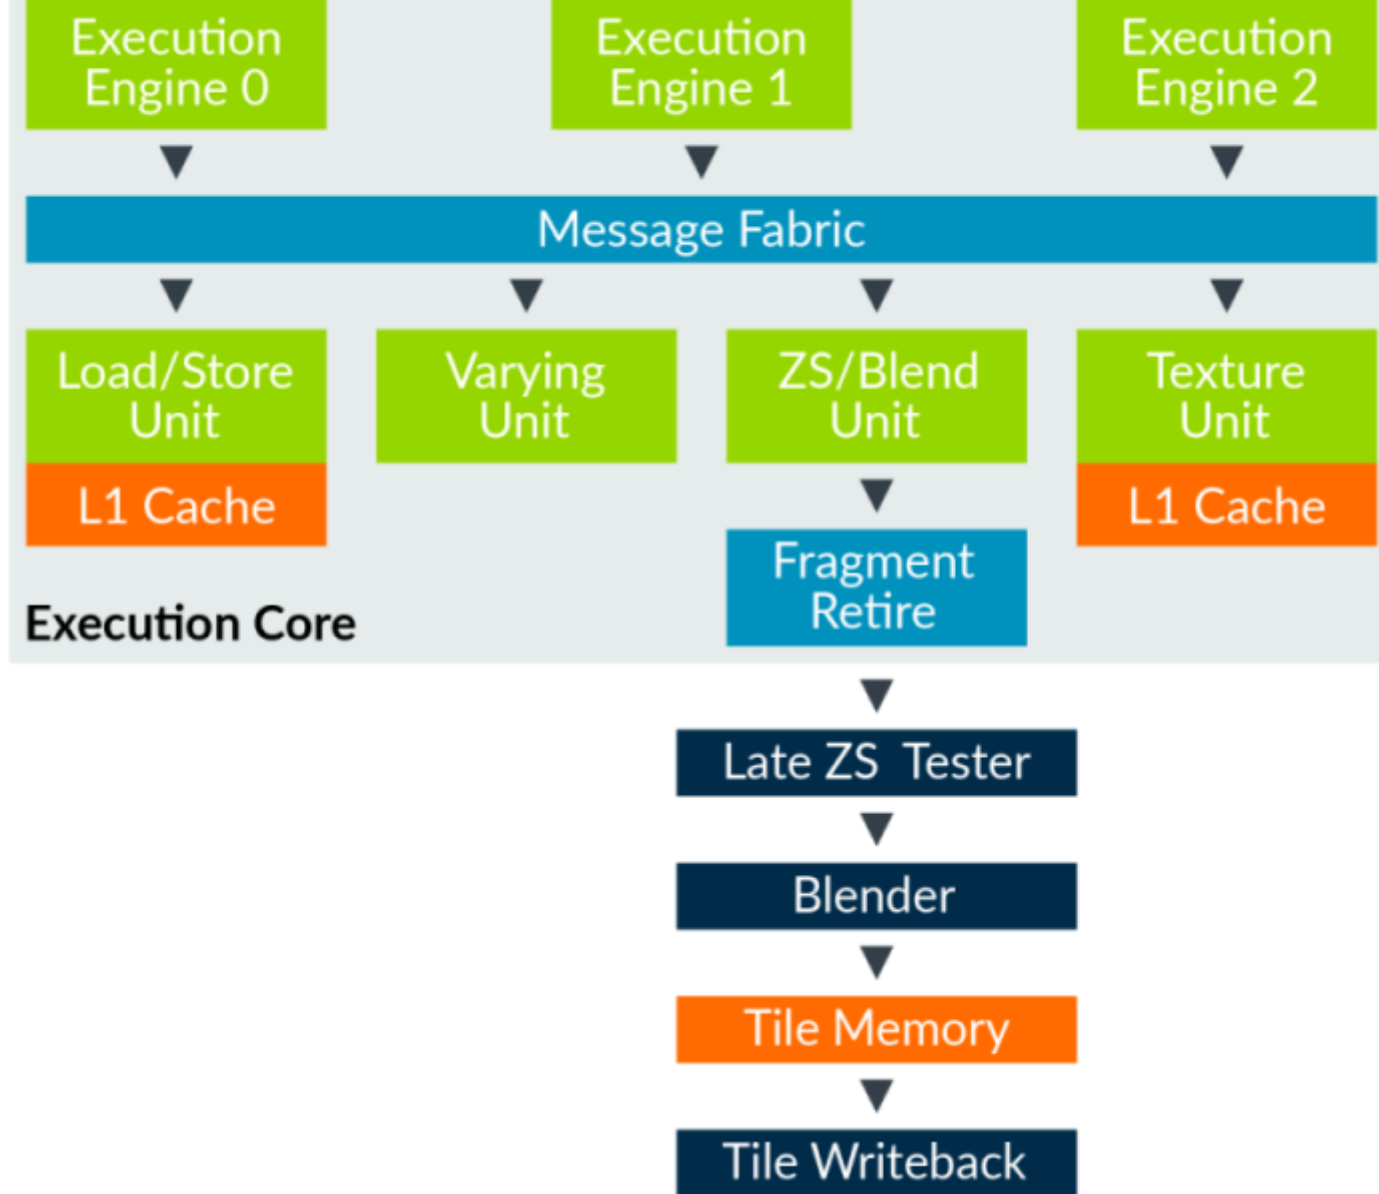 Execution
Engine 0
Execution
Engine 1
Execution
Engine 2
Message Fabric
Load/Store
Unit
L1 Cache
Varying
Unit
ZS/Blend
Unit
Texture
Unit
L1 Cache
Fragment
Retire
Execution Core
Late ZS Tester
Blender
Tile Memory
Tile Writeback